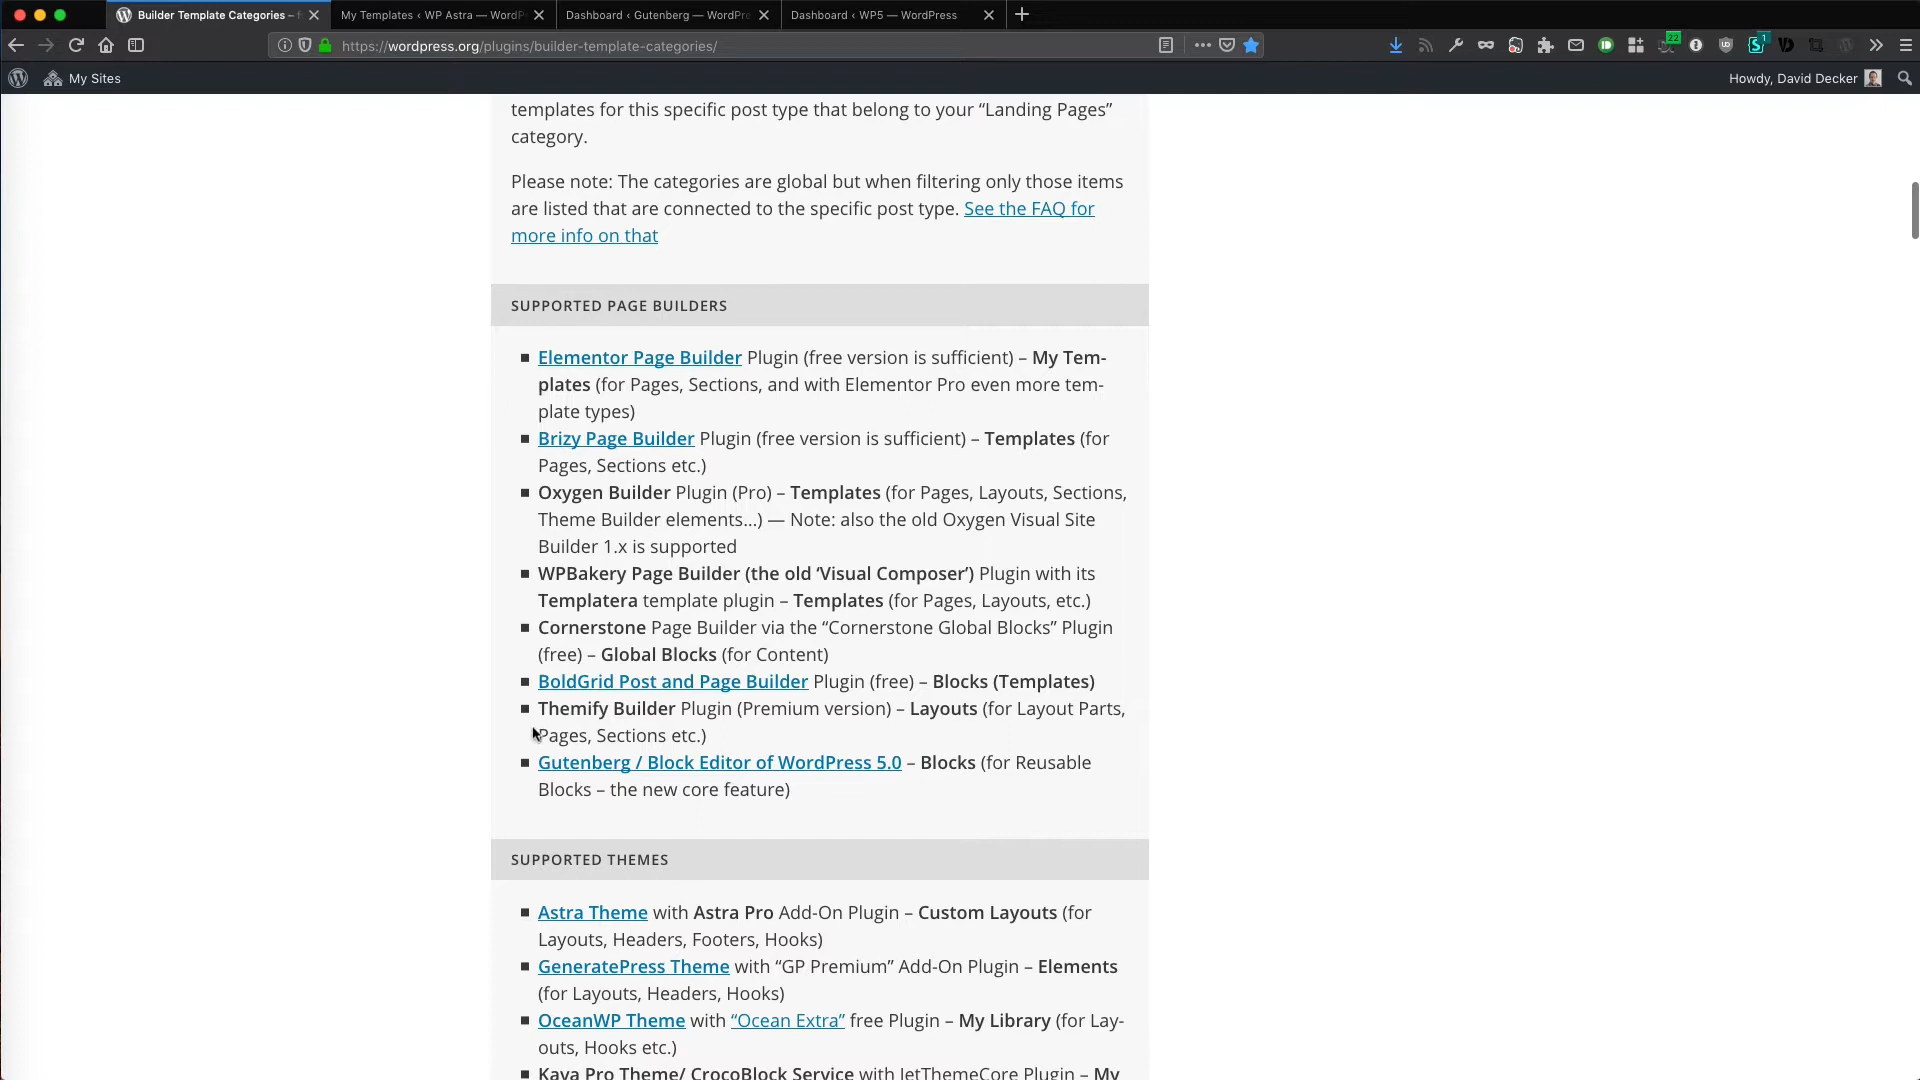 Builder Template Categories –
My Templates ‹ WP Astra — WordP
Dashboard ‹ Gutenberg — WordPre
Dashboard ‹ WP5 — WordPress
https://wordpress.org/plugins/builder-template-categories/
22
1
My Sites
Howdy, David Decker
templates for this specific post type that belong to your “Landing Pages”
category.
Please note: The categories are global but when filtering only those items
are listed that are connected to the specific post type. See the FAQ for
more info on that
SUPPORTED PAGE BUILDERS
Elementor Page Builder Plugin (free version is sufficient) – My Tem-
plates (for Pages, Sections, and with Elementor Pro even more tem-
plate types)
Brizy Page Builder Plugin (free version is sufficient) – Templates (for
Pages, Sections etc.)
Oxygen Builder Plugin (Pro) – Templates (for Pages, Layouts, Sections,
Theme Builder elements…) — Note: also the old Oxygen Visual Site
Builder 1.x is supported
WPBakery Page Builder (the old ‘Visual Composer’) Plugin with its
Templatera template plugin – Templates (for Pages, Layouts, etc.)
Cornerstone Page Builder via the “Cornerstone Global Blocks” Plugin
(free) – Global Blocks (for Content)
BoldGrid Post and Page Builder Plugin (free) – Blocks (Templates)
Themify Builder Plugin (Premium version) – Layouts (for Layout Parts,
Pages, Sections etc.)
Gutenberg / Block Editor of WordPress 5.0 – Blocks (for Reusable
Blocks – the new core feature)
SUPPORTED THEMES
Astra Theme with Astra Pro Add-On Plugin – Custom Layouts (for
Layouts, Headers, Footers, Hooks)
GeneratePress Theme with “GP Premium” Add-On Plugin – Elements
(for Layouts, Headers, Hooks)
OceanWP Theme with “Ocean Extra” free Plugin – My Library (for Lay-
outs, Hooks etc.)
Kava Pro Theme/ CrocoBlock Service with JetThemeCore Plugin – My